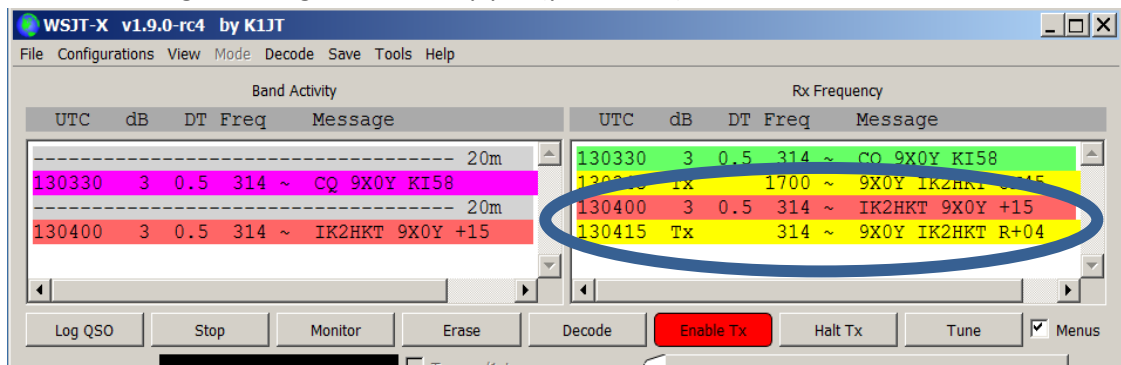 WSJT-X v1.9.0-rc4 by K1JT
File Configurations View Mode Decode Save Tools Help
Band Activity
UTC dB DT Freq Message
------------------------------------ 20m
130330 3 0.5 314 ~ CQ 9X0Y KI58
------------------------------------ 20m
130400 3 0.5 314 ~ IK2HKT 9X0Y +15
Rx Frequency
UTC dB DT Freq Message
130330 3 0.5 314 ~ CQ 9X0Y KI58
Tx 1700 ~ 9X0Y IK2HKT
130400 3 0.5 314 ~ IK2HKT 9X0Y +15
130415 Tx 314 ~ 9X0Y IK2HKT R+04
Log QSO Stop Monitor Erase Decode Enable Tx Halt Tx Tune Menus